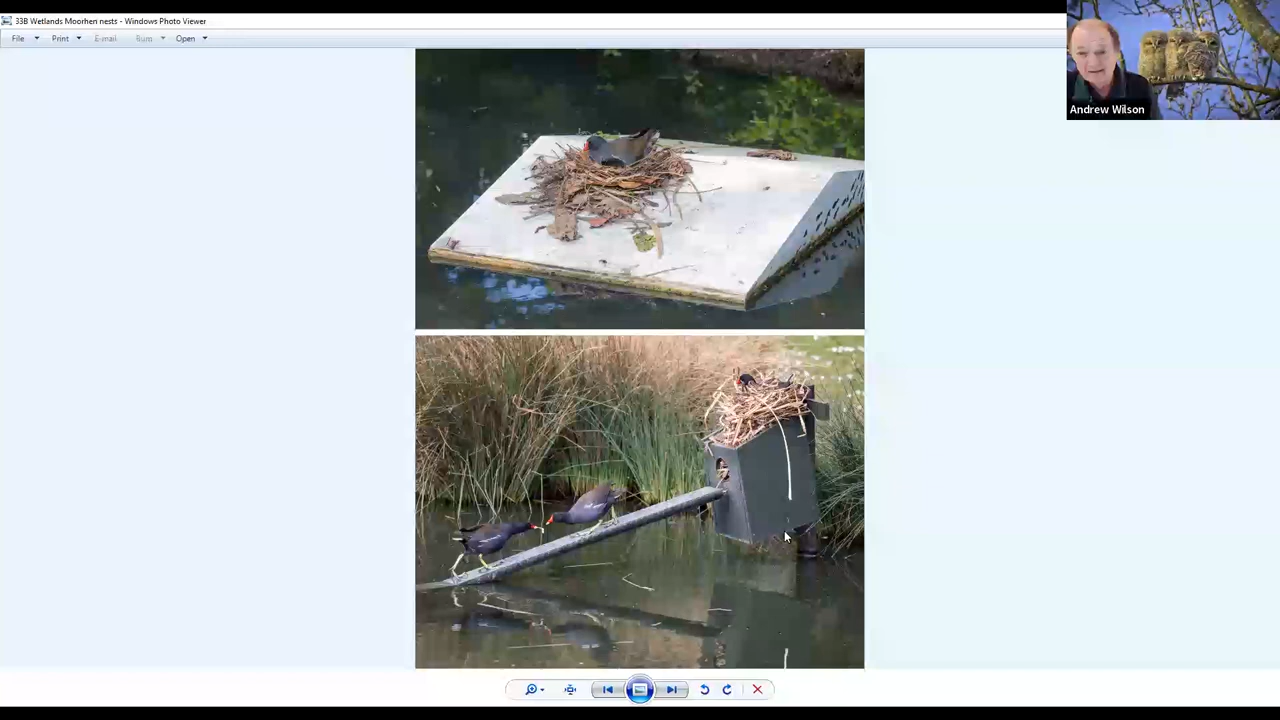 33B Wetlands Moorhen nests - Windows Photo Viewer
File Print E-mail Burn Open
Andrew Wilson